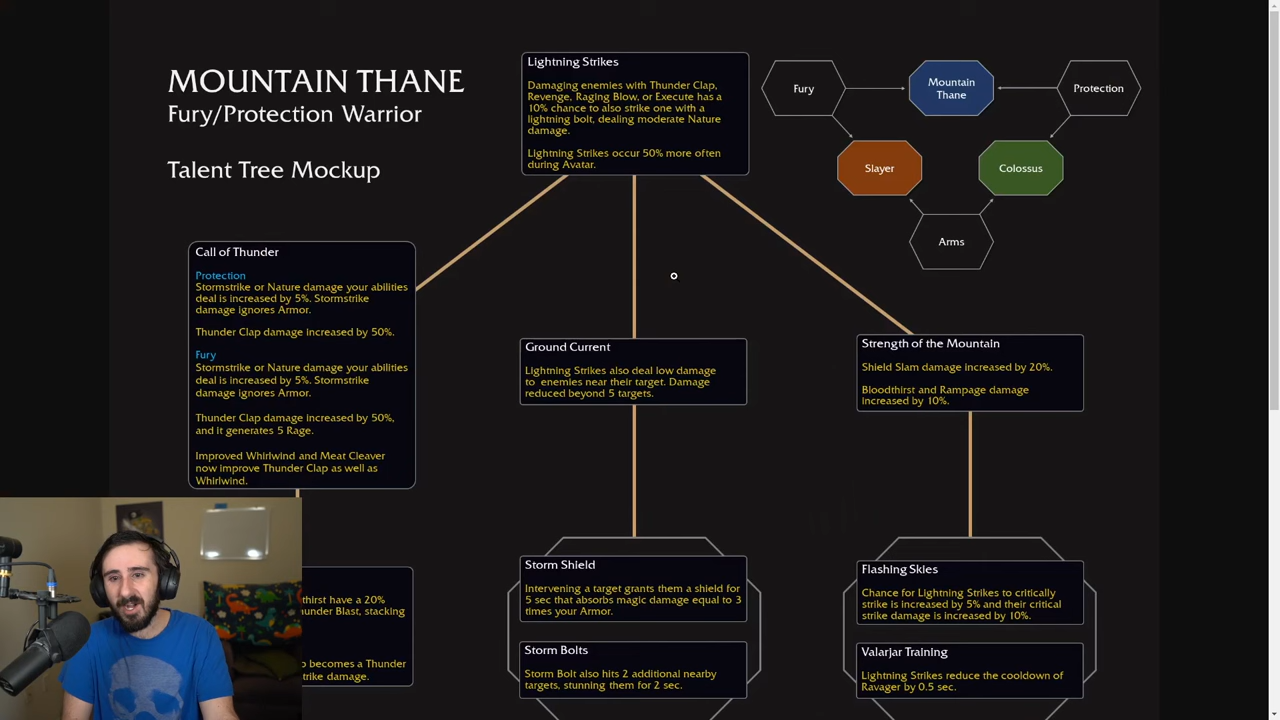 MOUNTAIN THANE
Fury/Protection Warrior
Talent Tree Mockup
Lightning Strikes
Damaging enemies with Thunder Clap,
Revenge, Raging Blow, or Execute has a
10% chance to also strike one with a
lightning bolt, dealing moderate Nature
damage.
Lightning Strikes occur 50% more often
during Avatar.
Fury
Mountain
Thane
Protection
Slayer
Colossus
Arms
Call of Thunder
Protection
Stormstrike or Nature damage your abilities
deal is increased by 5%. Stormstrike
damage ignores Armor.
Thunder Clap damage increased by 50%.
Fury
Stormstrike or Nature damage your abilities
deal is increased by 5%. Stormstrike
damage ignores Armor.
Thunder Clap damage increased by 50%,
and it generates 5 Rage.
Improved Whirlwind and Meat Cleaver
now improve Thunder Clap as well as
Whirlwind.
Ground Current
Lightning Strikes also deal low damage
to enemies near their target. Damage
reduced beyond 5 targets.
Strength of the Mountain
Shield Slam damage increased by 20%.
Bloodthirst and Rampage damage
increased by 10%.
have a 20%
Blast, stacking
becomes a Thunder
damage.
Storm Shield
Intervening a target grants them a shield for
5 sec that absorbs magic damage equal to 3
times your Armor.
Storm Bolts
Storm Bolt also hits 2 additional nearby
targets, stunning them for 2 sec.
Flashing Skies
Chance for Lightning Strikes to critically
strike is increased by 5% and their critical
strike damage is increased by 10%.
Valarjar Training
Lightning Strikes reduce the cooldown of
Ravager by 0.5 sec.